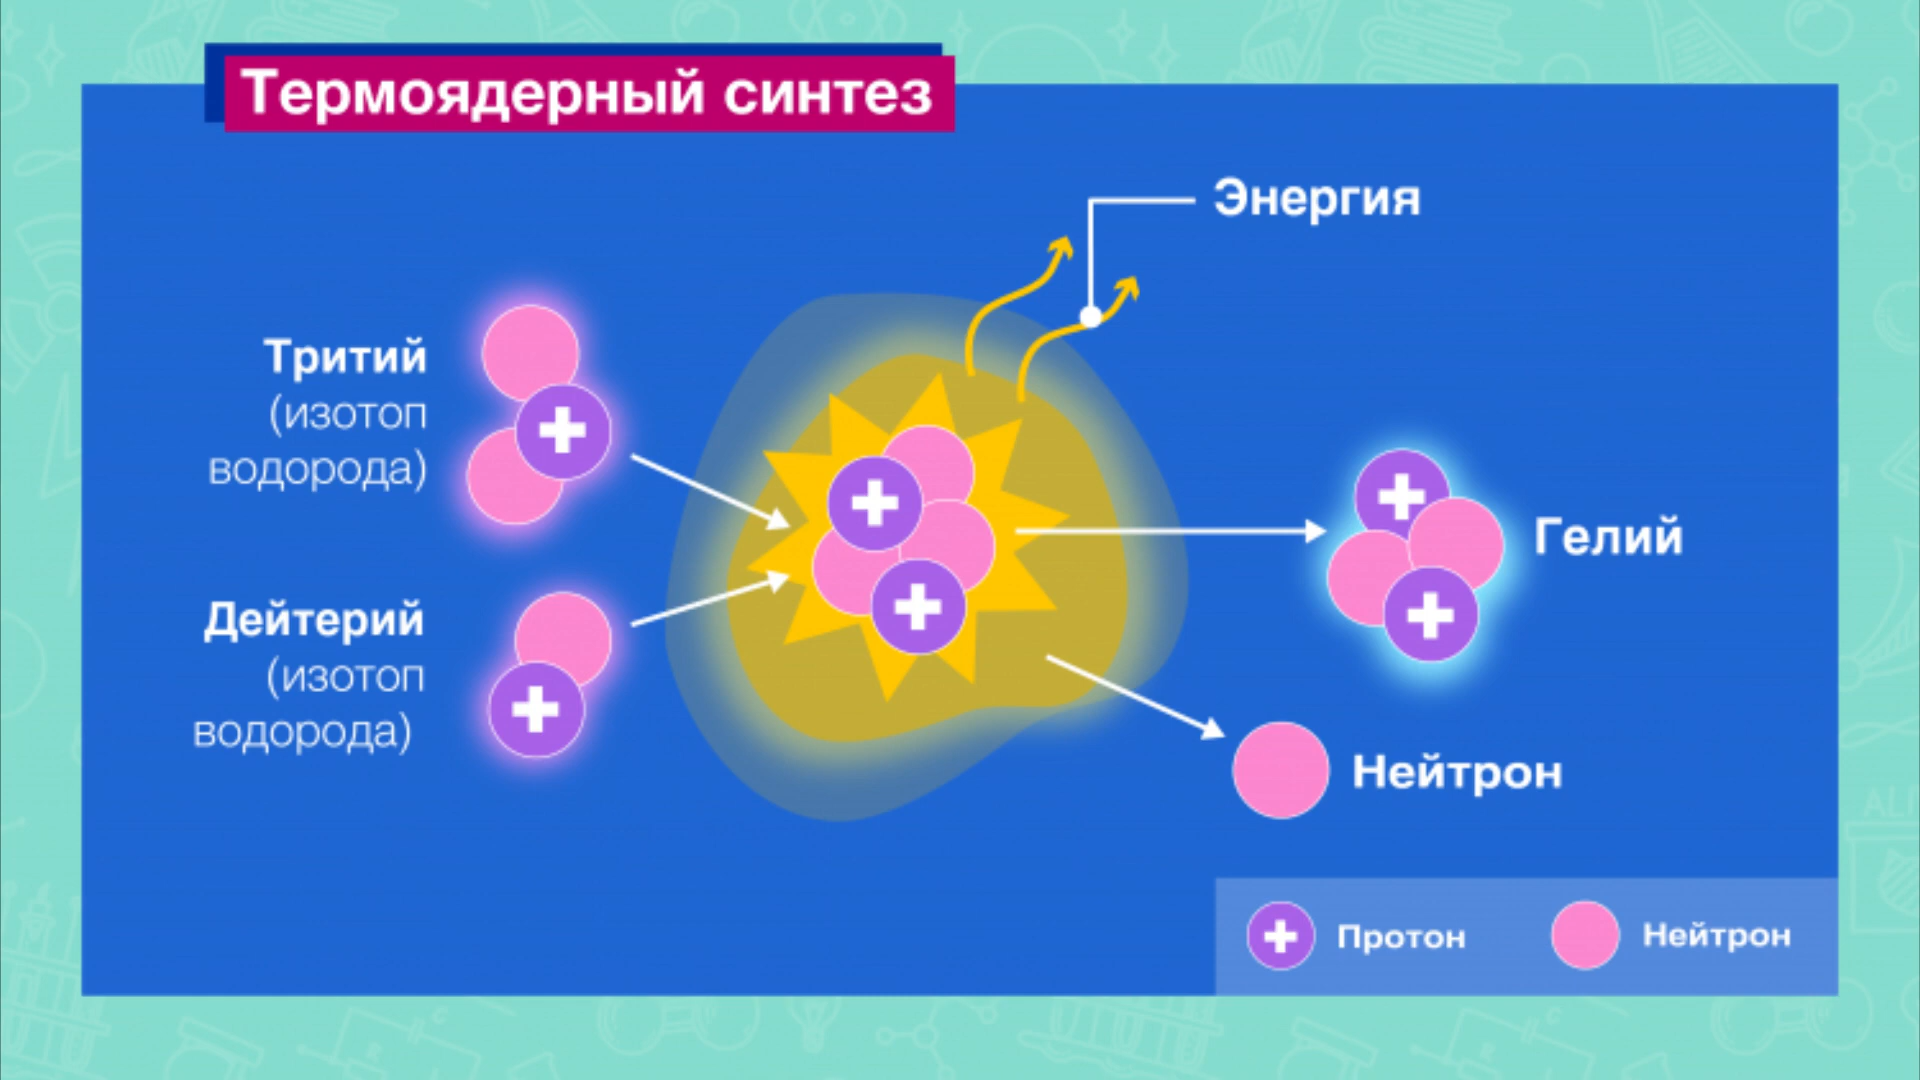 Термоядерный синтез
Энергия
Тритий
(изотоп
водорода)
Дейтерий
(изотоп
водорода)
Гелий
Нейтрон
Протон
Нейтрон